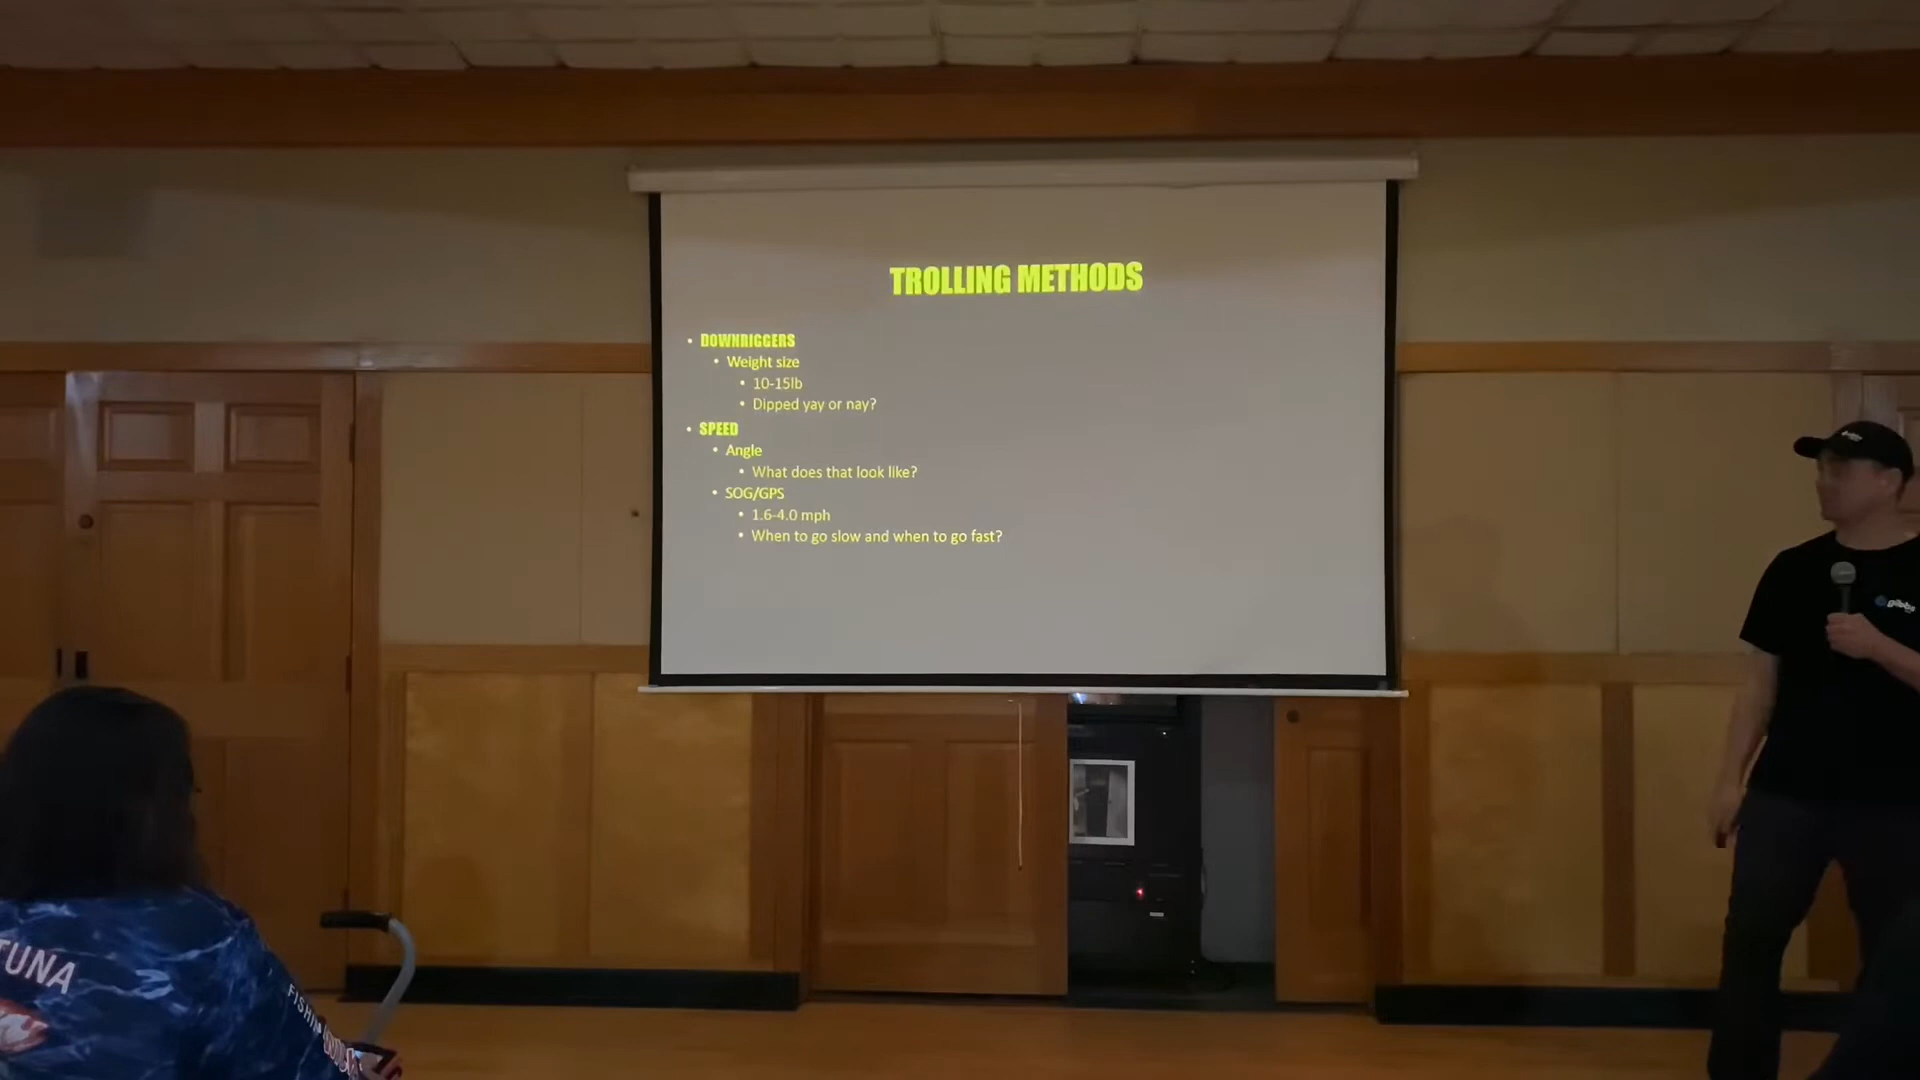 TROLLING METHODS
• DOWNRIGGERS
• Weight size
• 10-15lb
• Dipped yay or nay?
• SPEED
• Angle
• What does that look like?
• SOG/GPS
• 1.6-4.0 mph
• When to go slow and when to go fast?
gibbs
TUNA